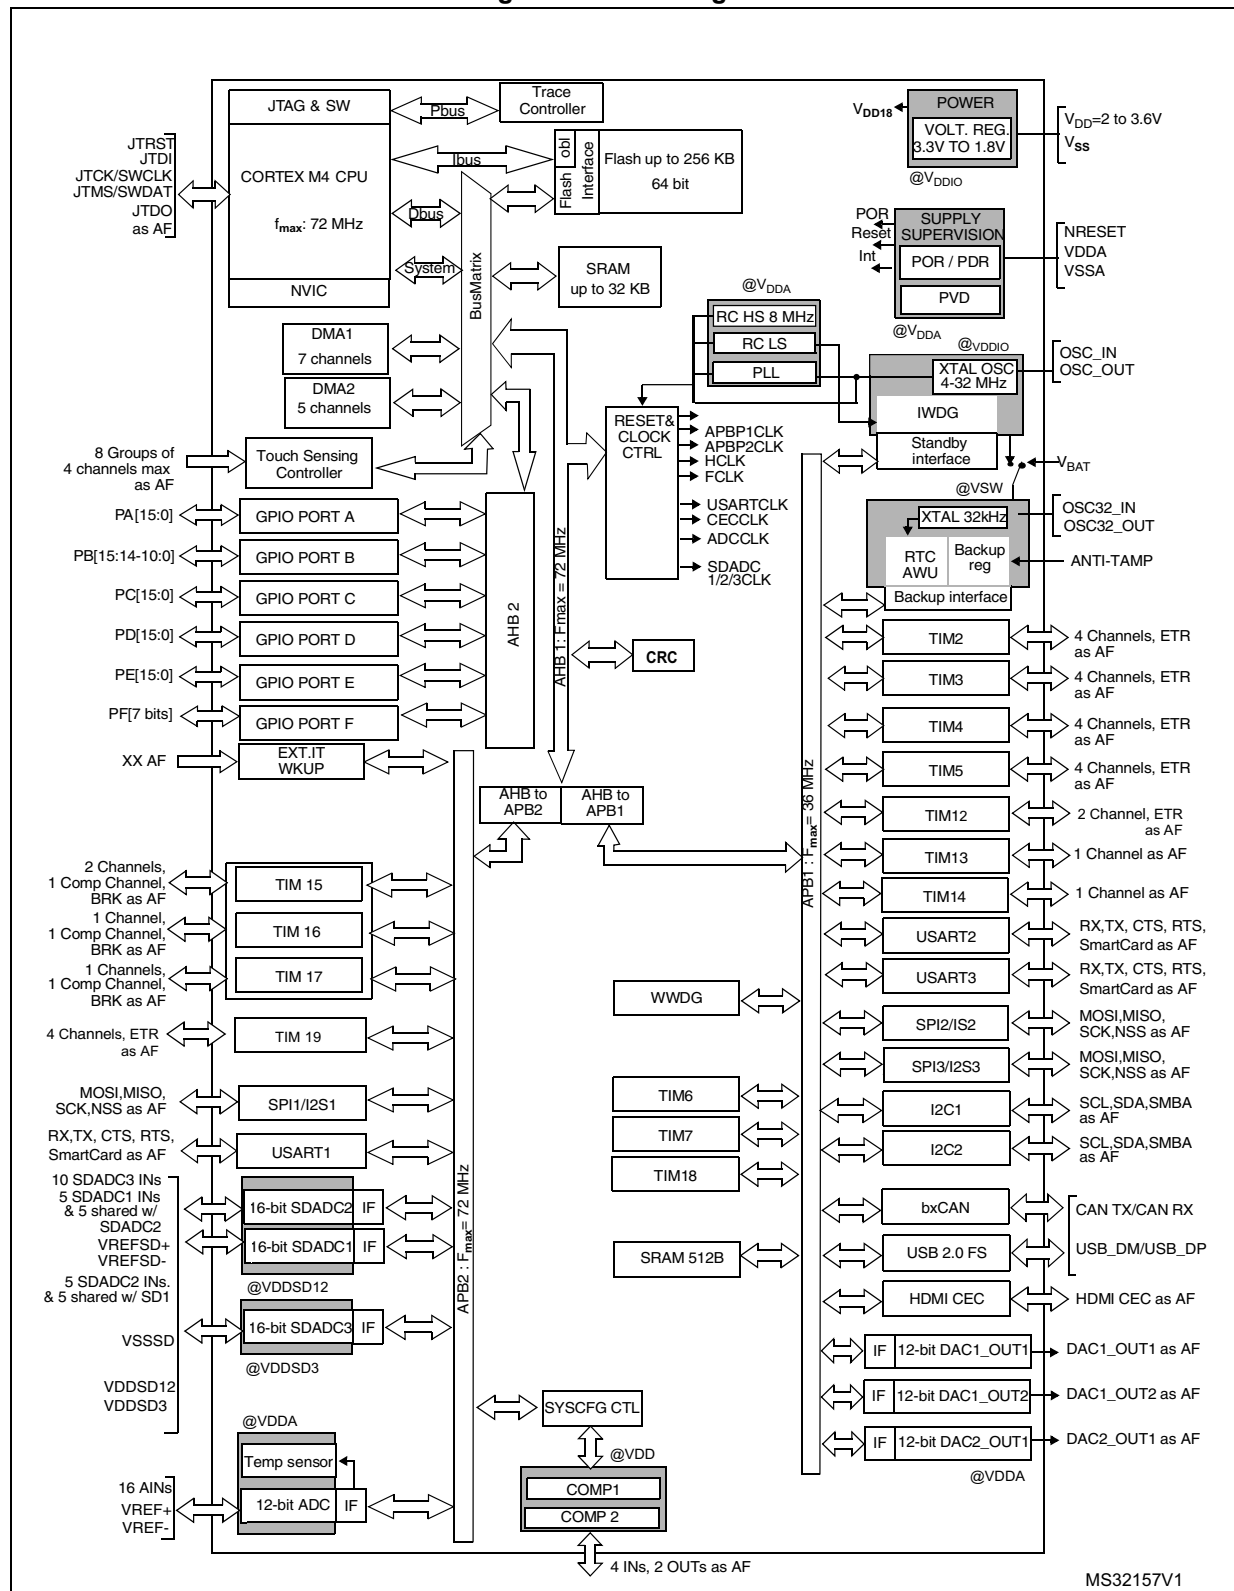 JTAG & SW
CORTEX M4 CPU
fmax: 72 MHz
NVIC
JTRST
JTDI
JTCK/SWCLK
JTMS/SWDAT
JTDO
as AF
Pbus
Ibus
Dbus
System
Trace
Controller
Flash
obl
Interface
Flash up to 256 KB
64 bit
BusMatrix
SRAM
up to 32 KB
DMA1
7 channels
DMA2
5 channels
8 Groups of
4 channels max
as AF
Touch Sensing
Controller
VDD18
POWER
VOLT. REG.
3.3V TO 1.8V
@VDDIO
VDD=2 to 3.6V
VSS
POR
Reset
Int
SUPPLY
SUPERVISION
POR / PDR
PVD
@VDDA
NRESET
VDDA
VSSA
@VDDA
RC HS 8 MHz
RC LS
PLL
@VDDIO
XTAL OSC
4-32 MHz
IWDG
Standby
interface
OSC_IN
OSC_OUT
VBAT
@VSW
XTAL 32kHz
RTC
AWU
Backup
reg
Backup interface
OSC32_IN
OSC32_OUT
ANTI-TAMP
RESET&
CLOCK
CTRL
APBP1CLK
APBP2CLK
HCLK
FCLK
USARTCLK
CECCLK
ADCCLK
SDADC
1/2/3CLK
PA[15:0]
GPIO PORT A
PB[15:14-10:0]
GPIO PORT B
PC[15:0]
GPIO PORT C
PD[15:0]
GPIO PORT D
PE[15:0]
GPIO PORT E
PF[7 bits]
GPIO PORT F
AHB 2
AHB 1: Fmax = 72 MHz
CRC
XX AF
EXT.IT
WKUP
AHB to
APB2
AHB to
APB1
2 Channels,
1 Comp Channel,
BRK as AF
TIM 15
1 Channel,
1 Comp Channel,
BRK as AF
TIM 16
1 Channels,
1 Comp Channel,
BRK as AF
TIM 17
4 Channels, ETR
as AF
TIM 19
MOSI,MISO,
SCK,NSS as AF
SPI1/I2S1
RX,TX, CTS, RTS,
SmartCard as AF
USART1
10 SDADC3 INs
5 SDADC1 INs
& 5 shared w/
SDADC2
VREFSD+
VREFSD-
5 SDADC2 INs.
& 5 shared w/ SD1
VSSSD
VDDSD12
VDDSD3
16-bit SDADC2
IF
16-bit SDADC1
IF
@VDDSD12
16-bit SDADC3
IF
@VDDSD3
@VDDA
Temp sensor
12-bit ADC
IF
16 AINs
VREF+
VREF-
APB2 : Fmax= 72 MHz
SYSCFG CTL
@VDD
COMP1
COMP 2
4 INs, 2 OUTs as AF
WWDG
TIM6
TIM7
TIM18
SRAM 512B
APB1 : Fmax= 36 MHz
TIM2
4 Channels, ETR
as AF
TIM3
4 Channels, ETR
as AF
TIM4
4 Channels, ETR
as AF
TIM5
4 Channels, ETR
as AF
TIM12
2 Channel, ETR
as AF
TIM13
1 Channel as AF
TIM14
1 Channel as AF
USART2
RX,TX, CTS, RTS,
SmartCard as AF
USART3
RX,TX, CTS, RTS,
SmartCard as AF
SPI2/IS2
MOSI,MISO,
SCK,NSS as AF
SPI3/I2S3
MOSI,MISO,
SCK,NSS as AF
I2C1
SCL,SDA,SMBA
as AF
I2C2
SCL,SDA,SMBA
as AF
bxCAN
CAN TX/CAN RX
USB 2.0 FS
USB_DM/USB_DP
HDMI CEC
HDMI CEC as AF
IF
12-bit DAC1_OUT1
DAC1_OUT1 as AF
IF
12-bit DAC1_OUT2
DAC1_OUT2 as AF
IF
12-bit DAC2_OUT1
DAC2_OUT1 as AF
@VDDA
MS32157V1